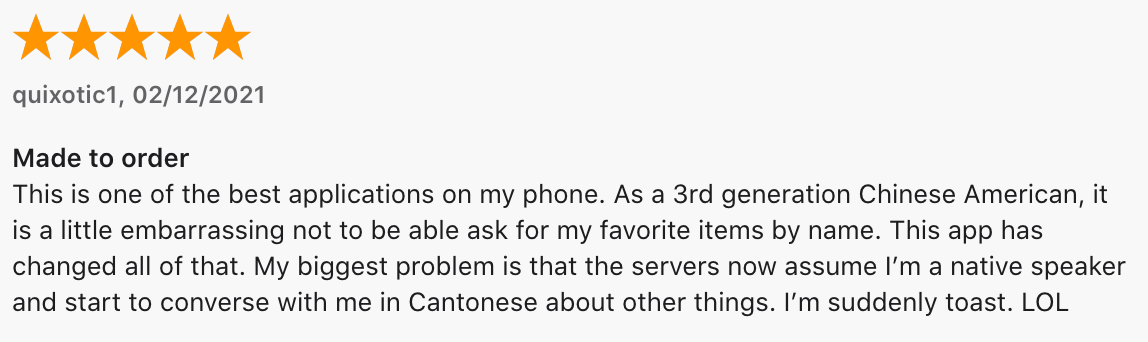 quixotic1, 02/12/2021
Made to order
This is one of the best applications on my phone. As a 3rd generation Chinese American, it
is a little embarrassing not to be able ask for my favorite items by name. This app has
changed all of that. My biggest problem is that the servers now assume I’m a native speaker
and start to converse with me in Cantonese about other things. I’m suddenly toast. LOL